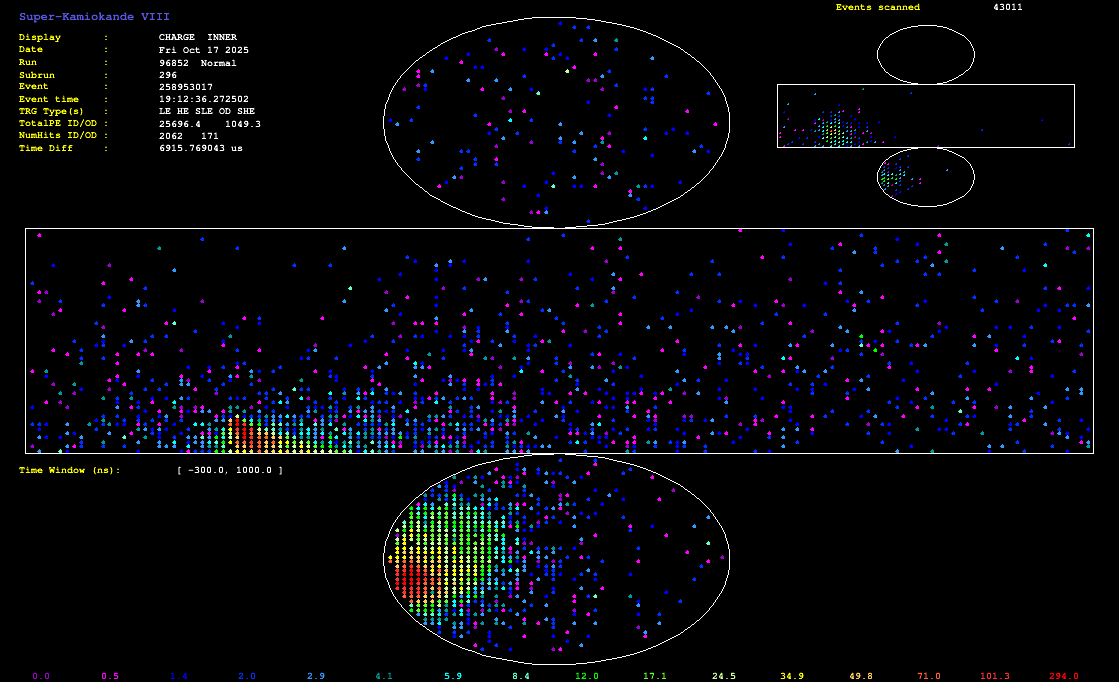 Super-Kamiokande VIII
Events scanned 43011
Display : CHARGE INNER
Date : Fri Oct 17 2025
Run : 96852 Normal
Subrun : 296
Event : 258953017
Event time : 19:12:36.272502
TRG Type(s) : LE HE SLE OD SHE
TotalPE ID/OD : 25696.4 1049.3
NumHits ID/OD : 2062 171
Time Diff : 6915.769043 us
Time Window (ns): [ -300.0, 1000.0 ]
0.0 0.5 1.4 2.0 2.9 4.1 5.9 8.4 12.0 17.1 24.5 34.9 49.8 71.0 101.3 294.0